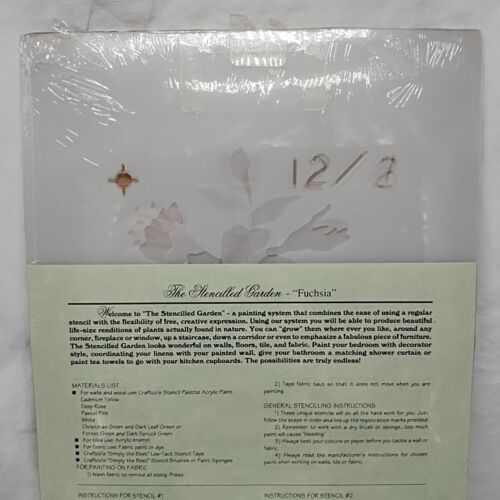 12/2
The Stencilled Garden - "Fuchsia"
Welcome to "The Stencilled Garden" - a painting system that combines the ease of using a regular
stencil with the flexibility of free, creative expression. Using our system you will be able to produce beautiful
life-size renditions of plants actually found in nature. You can "grow" them where ever you like, around any
corner, fireplace or window, up a staircase, down a corridor or even to emphasize a fabulous piece of furniture.
The Stencilled Garden looks wonderful on walls, floors, tile, and fabric. Paint your bedroom with decorator
style, coordinating your linens with your painted wall, give your bathroom a matching shower curtain or
paint tea towels to go with your kitchen cupboards. The possibilities are truly endless!
MATERIALS LIST
■ For walls and wood use: Craftco's Stencil Palette Acrylic Paint
Cadmium Yellow
Deep Rose
Pastel Pink
White
Christmas Green and Dark Leaf Green or
Forest Green and Dark Spruce Green
■ For tiles use: Acrylic enamel
■ For fabric use: Fabric paint or dye
■ Craftco's "Simply the Best" Low-Tack Stencil Tape
■ Craftco's "Simply the Best" Stencil Brushes or Paint Sponges
FOR PAINTING ON FABRIC
1) Wash fabric to remove all sizing. Press.
INSTRUCTIONS FOR STENCIL #1
2) Tape fabric taut so that it does not move when you are
painting.
GENERAL STENCILLING INSTRUCTIONS
1) These unique stencils will do all the hard work for you. Just
follow the steps in order and line up the registration marks provided.
2) Remember to work with a dry brush or sponge...too much
paint will cause "bleeding".
3) Always test your colours on paper before you tackle a wall or
fabric.
4) Always read the manufacturer's instructions for chosen
paint when working on walls, tile or fabric.
INSTRUCTIONS FOR STENCIL #2